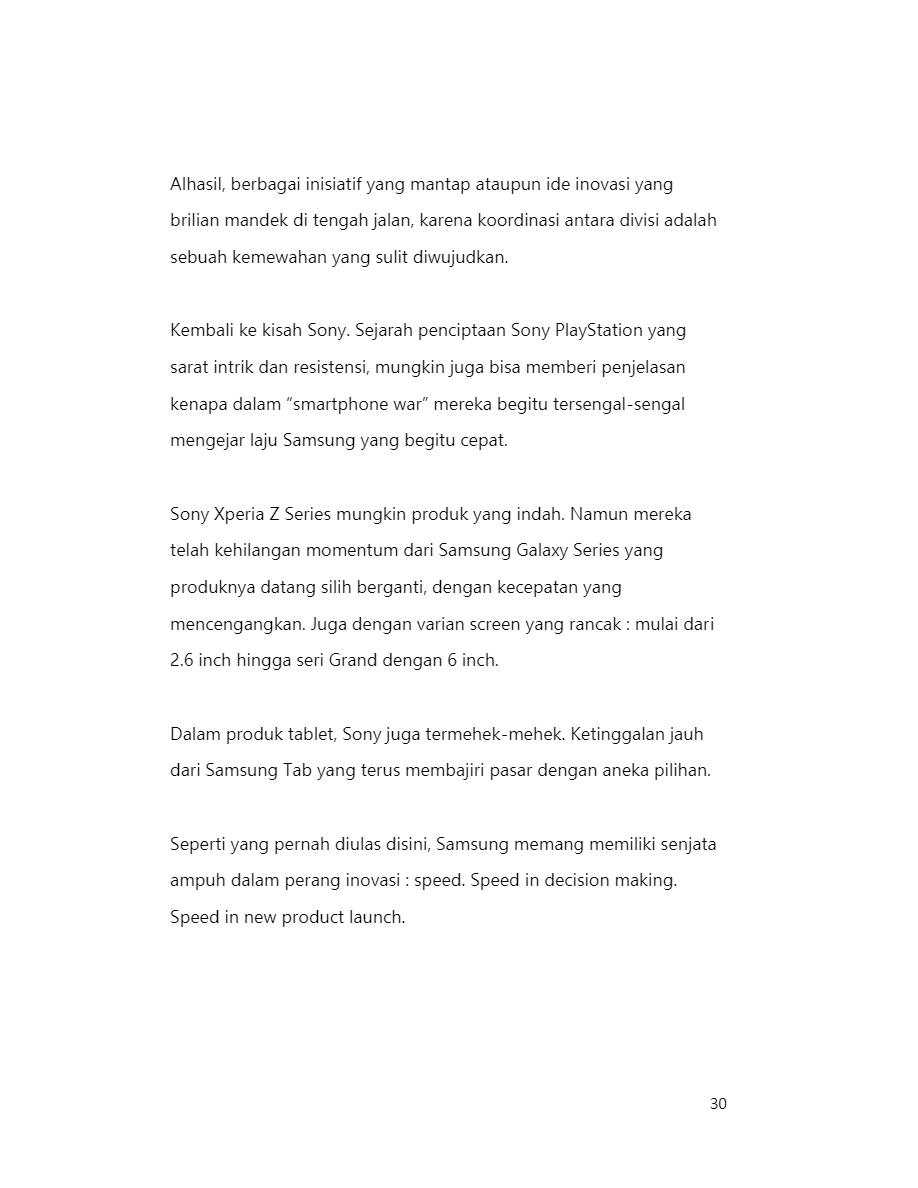 Alhasil, berbagai inisiatif yang mantap ataupun ide inovasi yang
brilian mandek di tengah jalan, karena koordinasi antara divisi adalah
sebuah kemewahan yang sulit diwujudkan.
Kembali ke kisah Sony. Sejarah penciptaan Sony PlayStation yang
sarat intrik dan resistensi, mungkin juga bisa memberi penjelasan
kenapa dalam “smartphone war” mereka begitu tersengal-sengal
mengejar laju Samsung yang begitu cepat.
Sony Xperia Z Series mungkin produk yang indah. Namun mereka
telah kehilangan momentum dari Samsung Galaxy Series yang
produknya datang silih berganti, dengan kecepatan yang
mencengangkan. Juga dengan varian screen yang rancak : mulai dari
2.6 inch hingga seri Grand dengan 6 inch.
Dalam produk tablet, Sony juga termehek-mehek. Ketinggalan jauh
dari Samsung Tab yang terus membajiri pasar dengan aneka pilihan.
Seperti yang pernah diulas disini, Samsung memang memiliki senjata
ampuh dalam perang inovasi : speed. Speed in decision making.
Speed in new product launch.
30